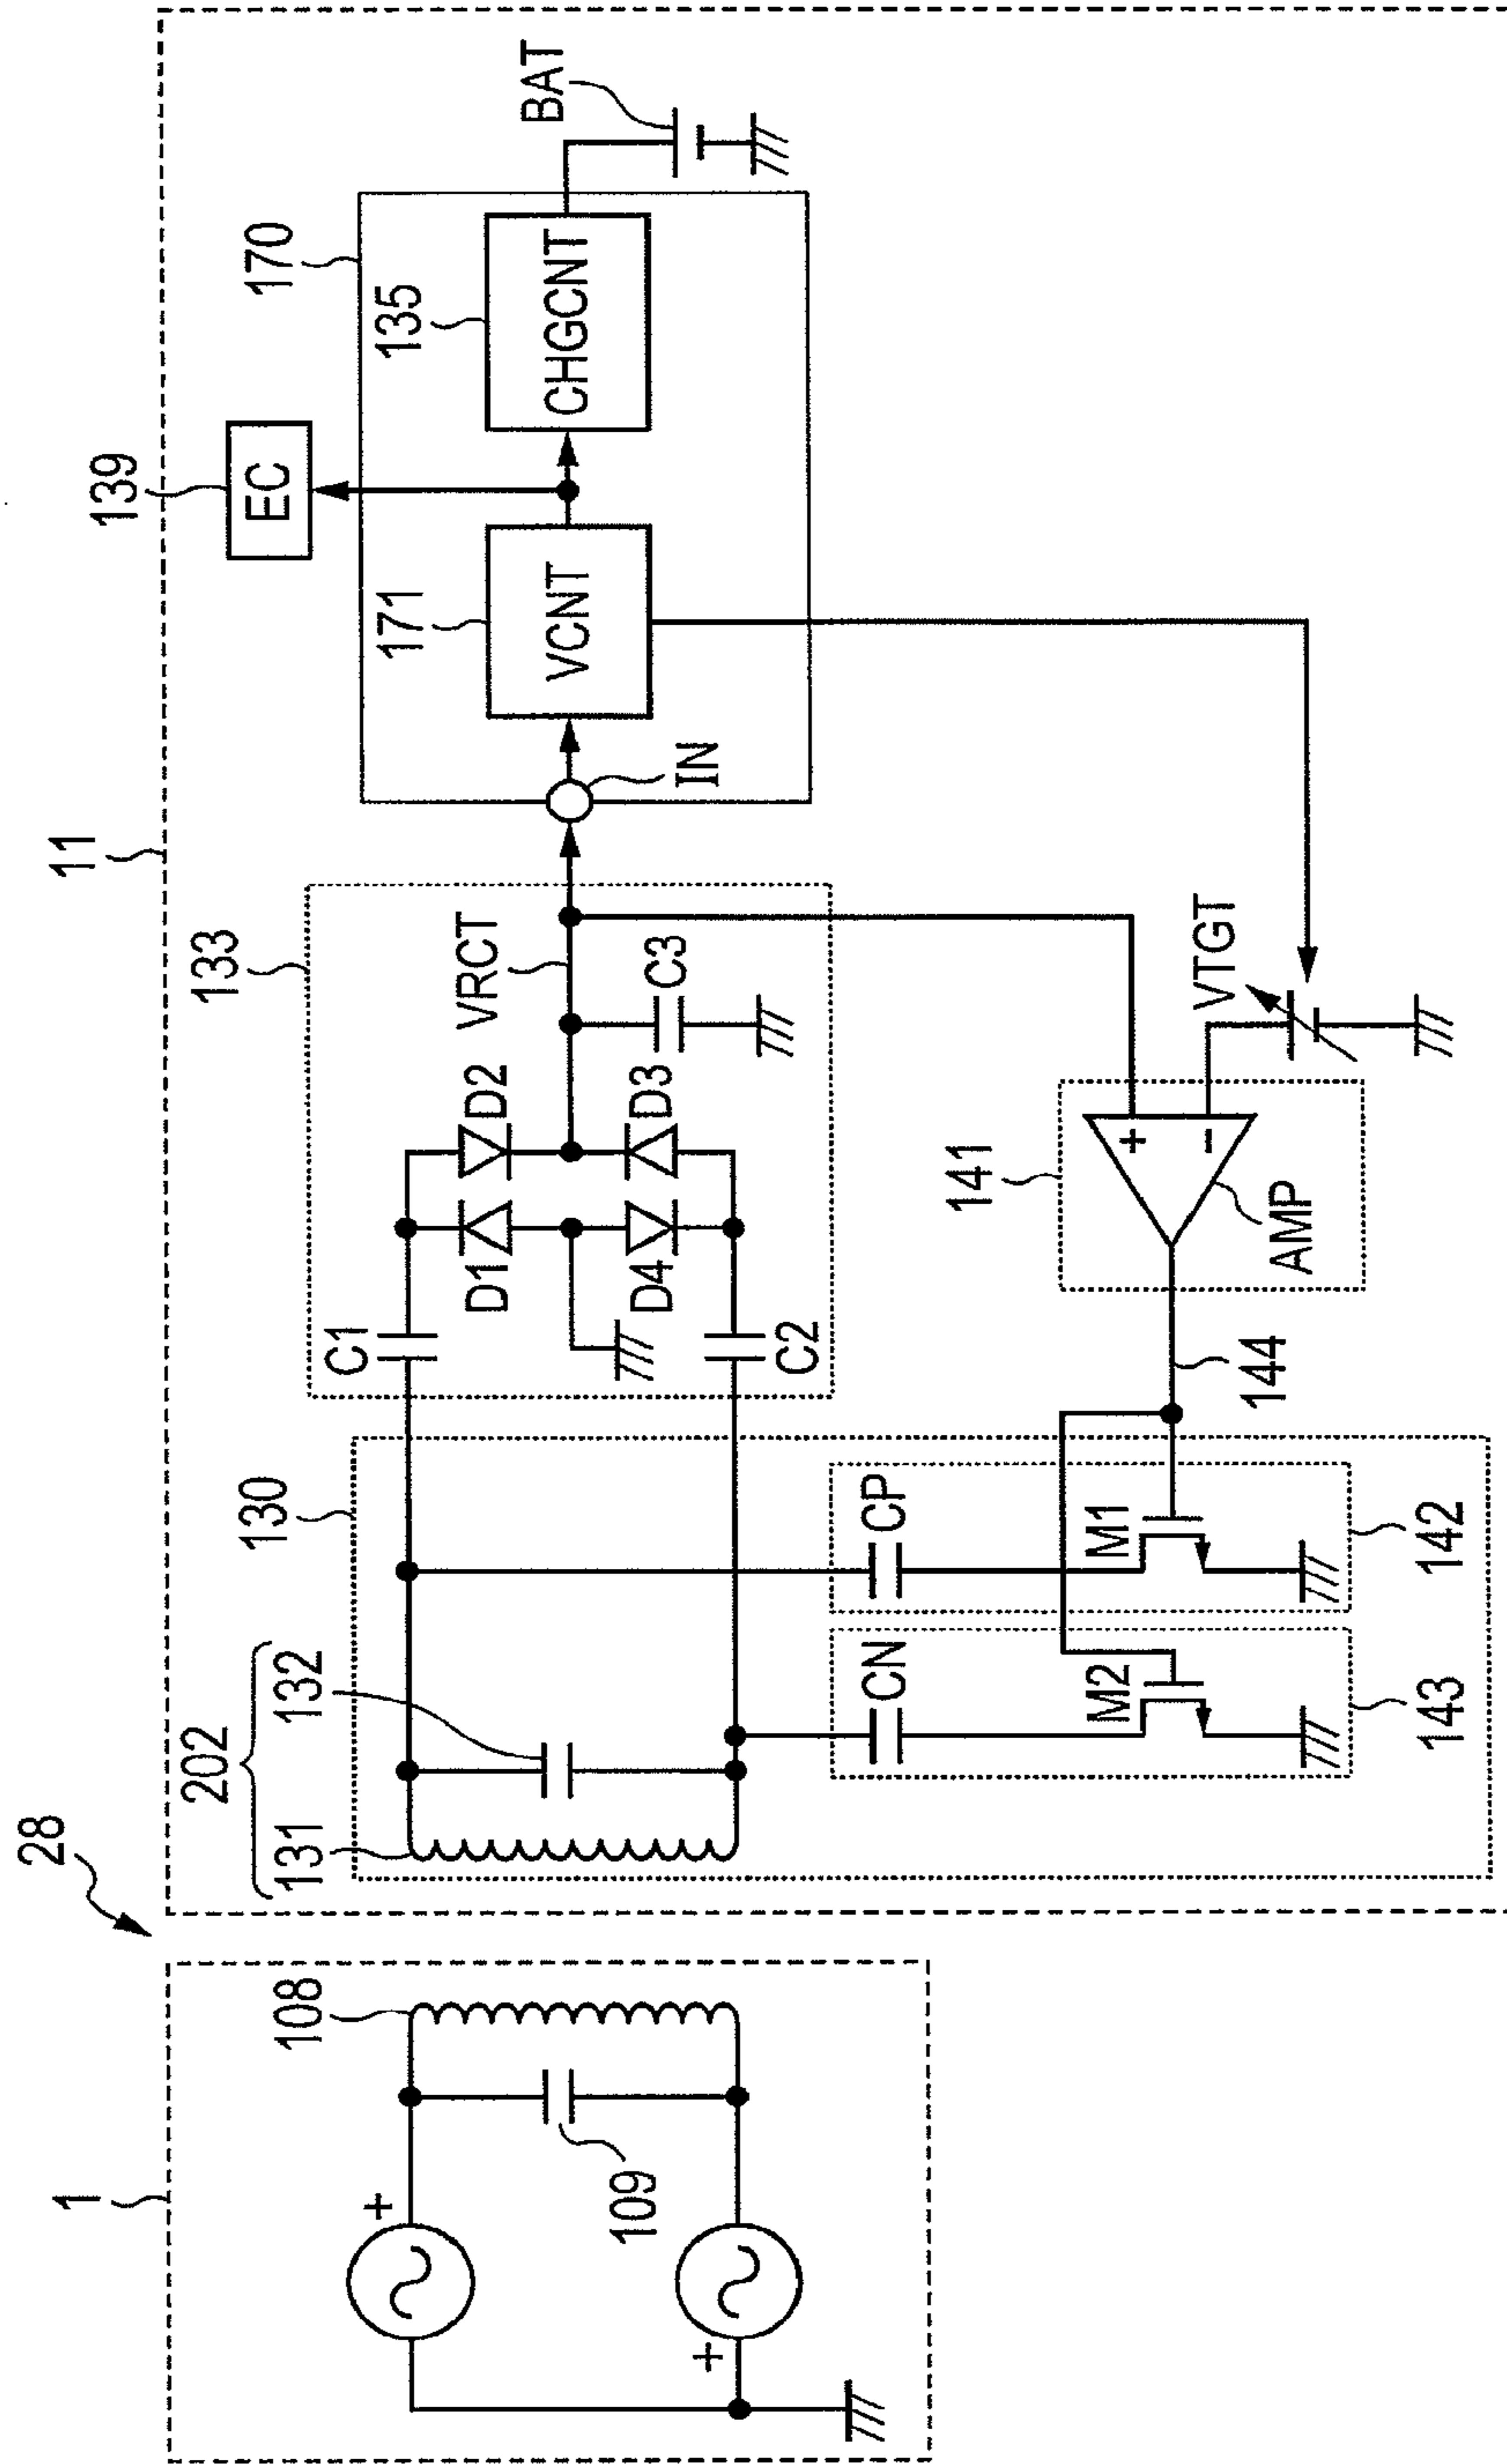 28
1
108
109
+
+
11
202
131
132
130
133
C1
C2
D1
D2
D3
D4
C3
VRCT
IN
170
171
VCNT
135
CHGCNT
139
EC
BAT
CN
CP
M2
M1
143
142
144
141
AMP
+
−
VTGT